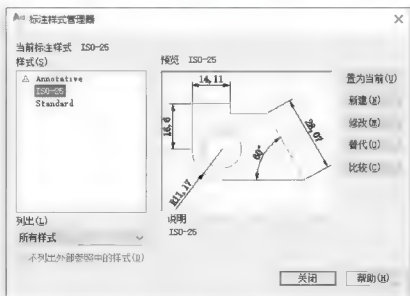 标注样式管理器
当前标注样式 ISO-25
样式(S)
Annotative
ISO-25
Standard
预览 ISO-25
14,11
16,6
28,07
60°
R11,17
置为当前(U)
新建(N)
修改(M)
替代(O)
比较(C)
列出(L)
所有样式
不列出外部参照中的样式(D)
说明
ISO-25
关闭
帮助(H)